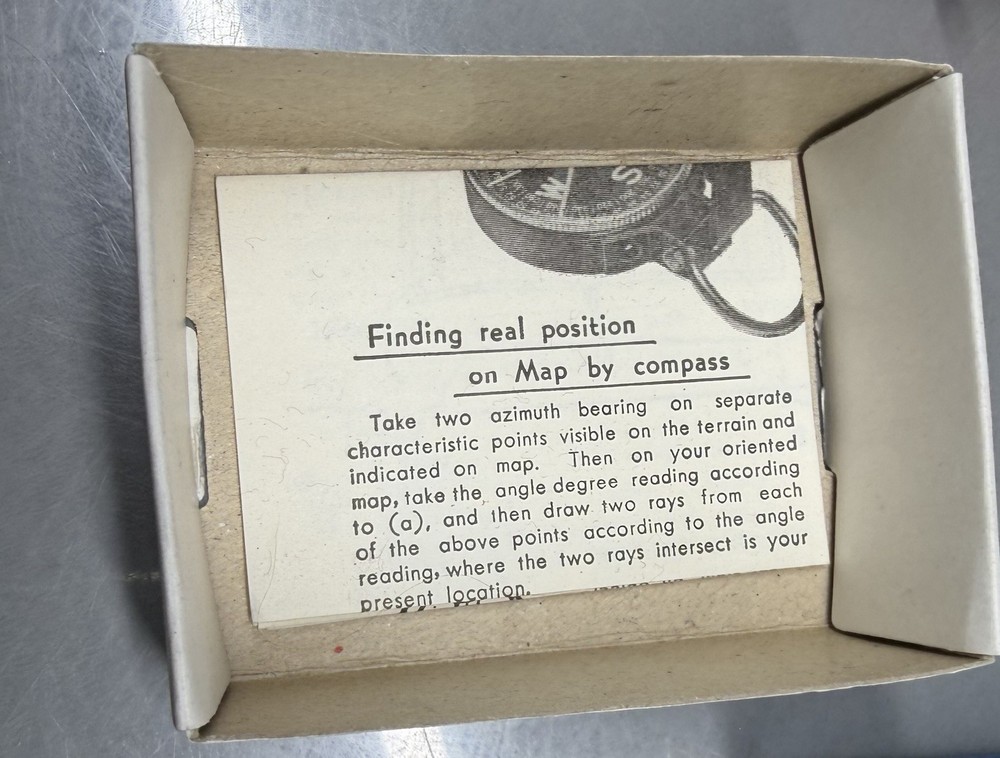 W S
Finding real position
on Map by compass
Take two azimuth bearing on separate
characteristic points visible on the terrain and
indicated on map. Then on your oriented
map, take the angle degree reading according
to (a), and then draw two rays from each
of the above points according to the angle
reading, where the two rays intersect is your
present location.